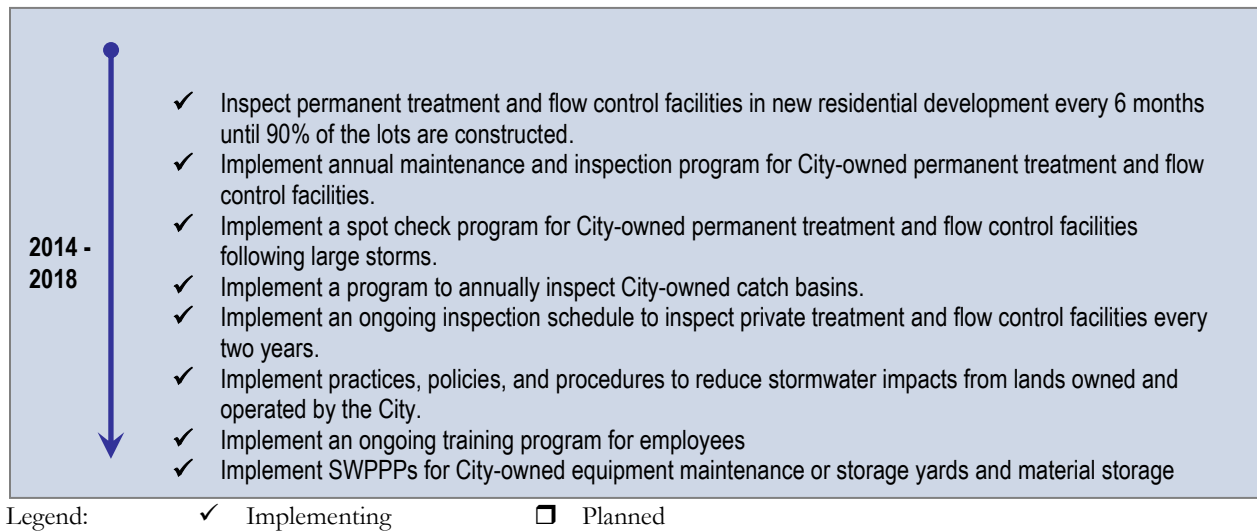 ✓ Inspect permanent treatment and flow control facilities in new residential development every 6 months
until 90% of the lots are constructed.
✓ Implement annual maintenance and inspection program for City-owned permanent treatment and flow
control facilities.
✓ Implement a spot check program for City-owned permanent treatment and flow control facilities
following large storms.
2014 -
2018
✓ Implement a program to annually inspect City-owned catch basins.
✓ Implement an ongoing inspection schedule to inspect private treatment and flow control facilities every
two years.
✓ Implement practices, policies, and procedures to reduce stormwater impacts from lands owned and
operated by the City.
✓ Implement an ongoing training program for employees
✓ Implement SWPPPs for City-owned equipment maintenance or storage yards and material storage
Legend: ✓ Implementing ❒ Planned